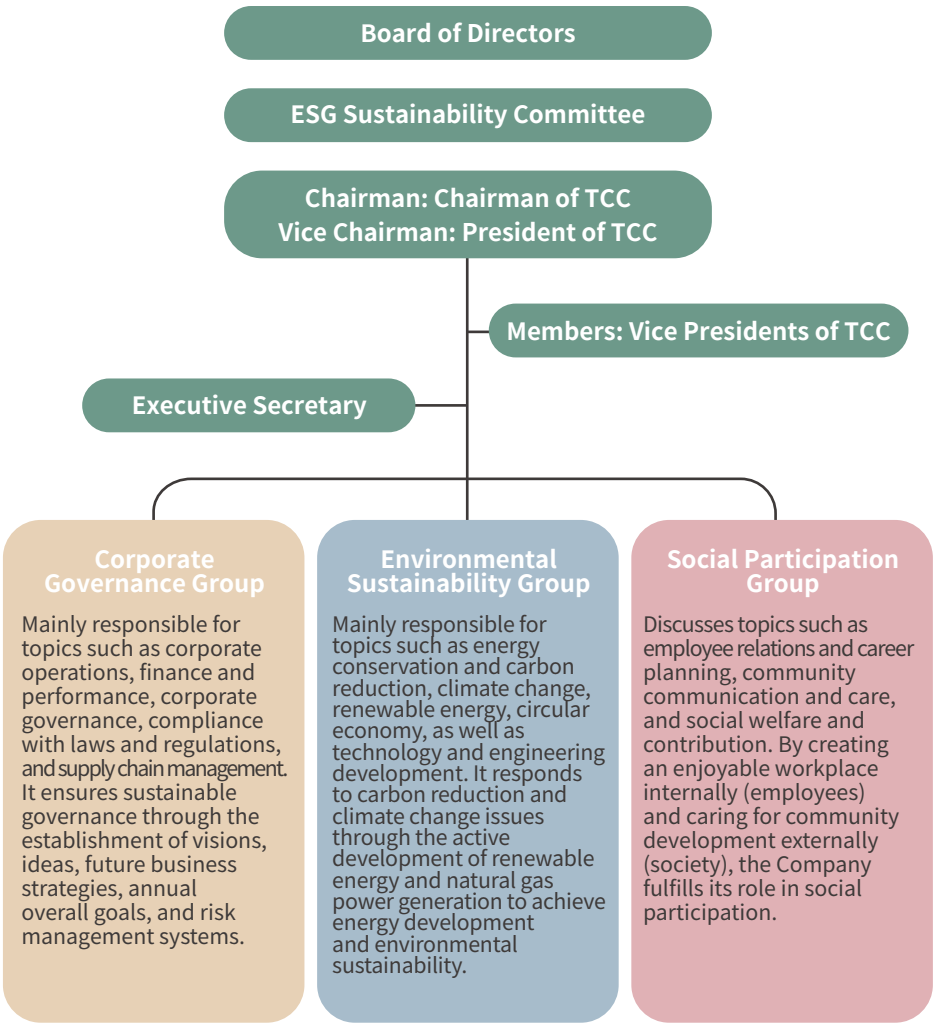 Board of Directors
ESG Sustainability Committee
Chairman: Chairman of TCC
Vice Chairman: President of TCC
Members: Vice Presidents of TCC
Executive Secretary
Corporate
Governance Group
Mainly responsible for
topics such as corporate
operations, finance and
performance, corporate
governance, compliance
with laws and regulations,
and supply chain management.
It ensures sustainable
governance through the
establishment of visions,
ideas, future business
strategies, annual
overall goals, and risk
management systems.
Environmental
Sustainability Group
Mainly responsible for
topics such as energy
conservation and carbon
reduction, climate change,
renewable energy, circular
economy, as well as
technology and engineering
development. It responds
to carbon reduction and
climate change issues
through the active
development of renewable
energy and natural gas
power generation to achieve
energy development
and environmental
sustainability.
Social Participation
Group
Discusses topics such as
employee relations and career
planning, community
communication and care,
and social welfare and
contribution. By creating
an enjoyable workplace
internally (employees)
and caring for community
development externally
(society), the Company
fulfills its role in social
participation.